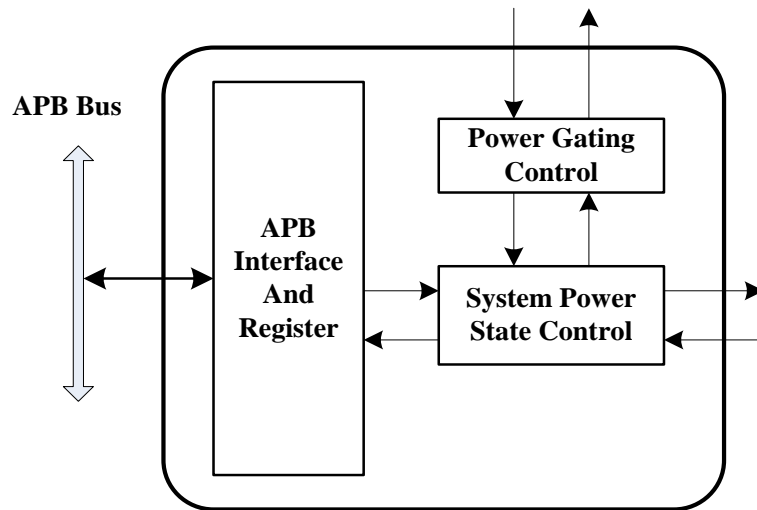 APB Bus
APB
Interface
And
Register
Power Gating
Control
System Power
State Control